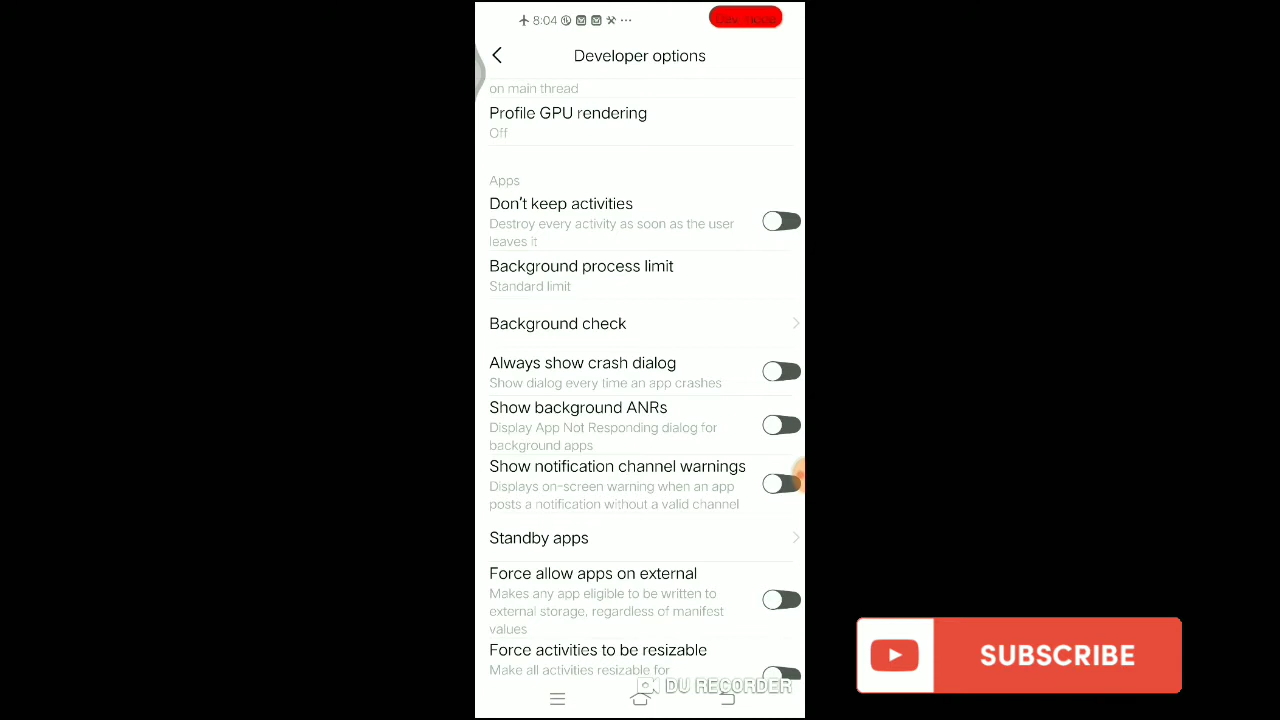 8:04
Developer options
on main thread
Profile GPU rendering
Off
Apps
Don't keep activities
Destroy every activity as soon as the user
leaves it
Background process limit
Standard limit
Background check
Always show crash dialog
Show dialog every time an app crashes
Show background ANRs
Display App Not Responding dialog for
background apps
Show notification channel warnings
Displays on-screen warning when an app
posts a notification without a valid channel
Standby apps
Force allow apps on external
Makes any app eligible to be written to
external storage, regardless of manifest
values
Force activities to be resizable
Make all activities resizable for
DU RECORDER
SUBSCRIBE